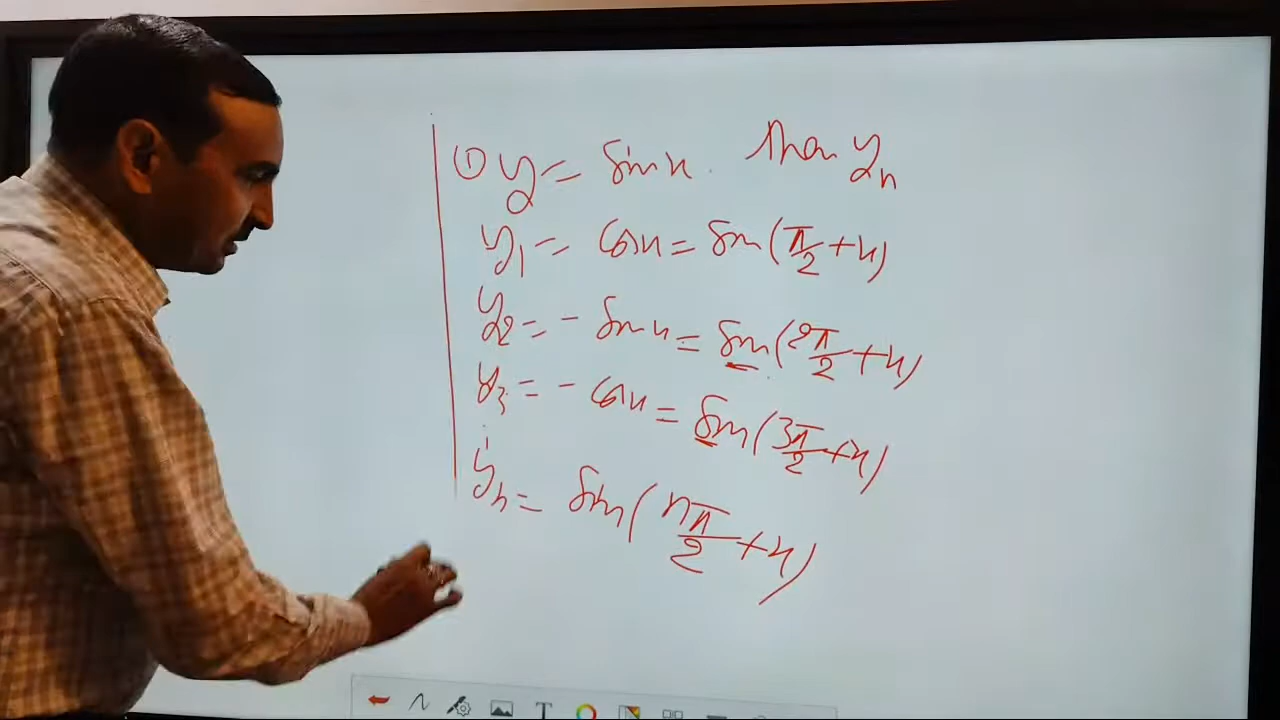 ① y = sin x. then yₙ
y₁ = cos x = sin(π/2 + x)
y₂ = - sin x = sin(2π/2 + x)
y₃ = - cos x = sin(3π/2 + x)
yₙ = sin(nπ/2 + x)
T